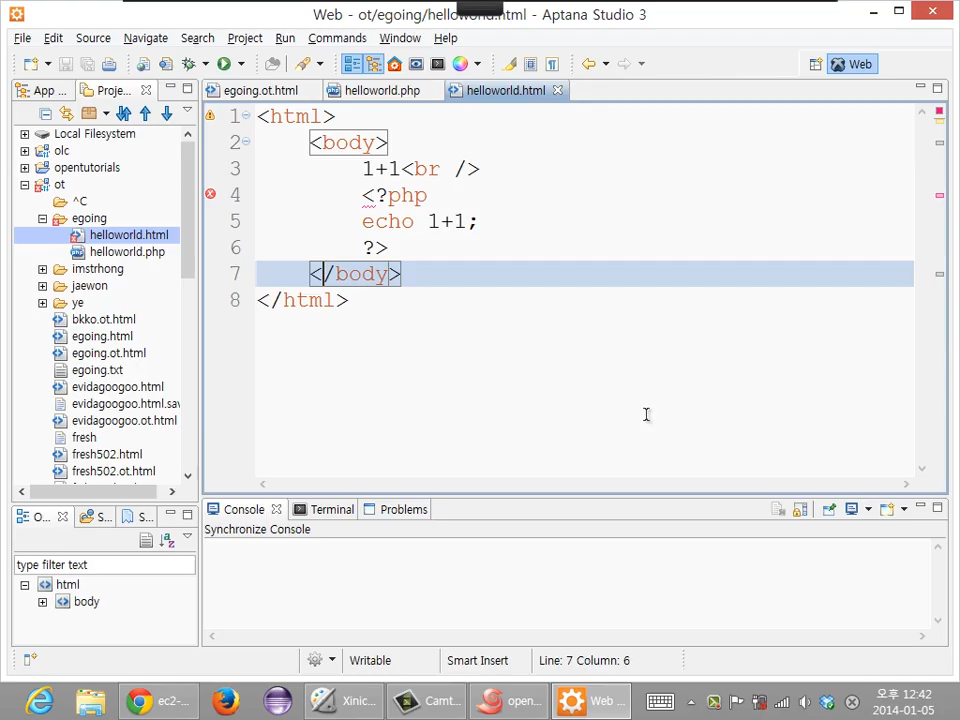 Web - ot/egoing/helloworld.html - Aptana Studio 3
File Edit Source Navigate Search Project Run Commands Window Help
Web
App ... Proje...
egoing.ot.html helloworld.php helloworld.html
Local Filesystem
olc
opentutorials
ot
^C
egoing
helloworld.html
helloworld.php
imstrhong
jaewon
ye
bkko.ot.html
egoing.html
egoing.ot.html
egoing.txt
evidagoogoo.html
evidagoogoo.html.sav
evidagoogoo.ot.html
fresh
fresh502.html
fresh502.ot.html
1 <html>
2 <body>
3 1+1<br />
4 <?php
5 echo 1+1;
6 ?>
7 </body>
8 </html>
O... S... S...
type filter text
html
body
Console Terminal Problems
Synchronize Console
Writable Smart Insert Line: 7 Column: 6
ec2-... Xinic... Camt... open... Web ...
오후 12:42
2014-01-05